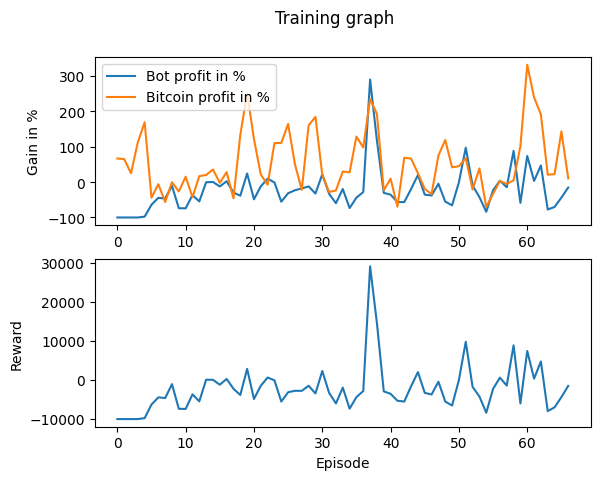 Training graph
Bot profit in %
Bitcoin profit in %
Gain in %
300
200
100
0
−100
0 10 20 30 40 50 60
Reward
30000
20000
10000
0
−10000
0 10 20 30 40 50 60
Episode